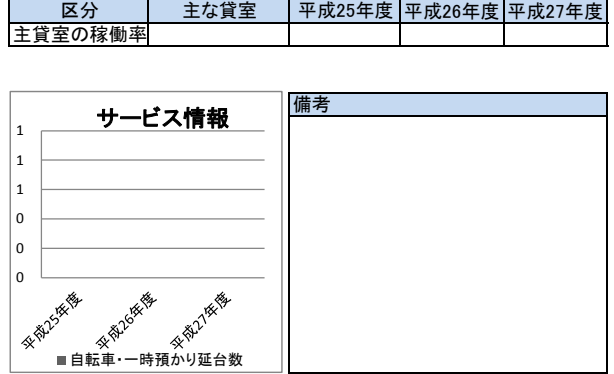 区分 主な貸室 平成25年度 平成26年度 平成27年度
主貸室の稼働率
サービス情報
1
1
1
0
0
0
平成25年度 平成26年度 平成27年度
自転車・一時預かり延台数
備考